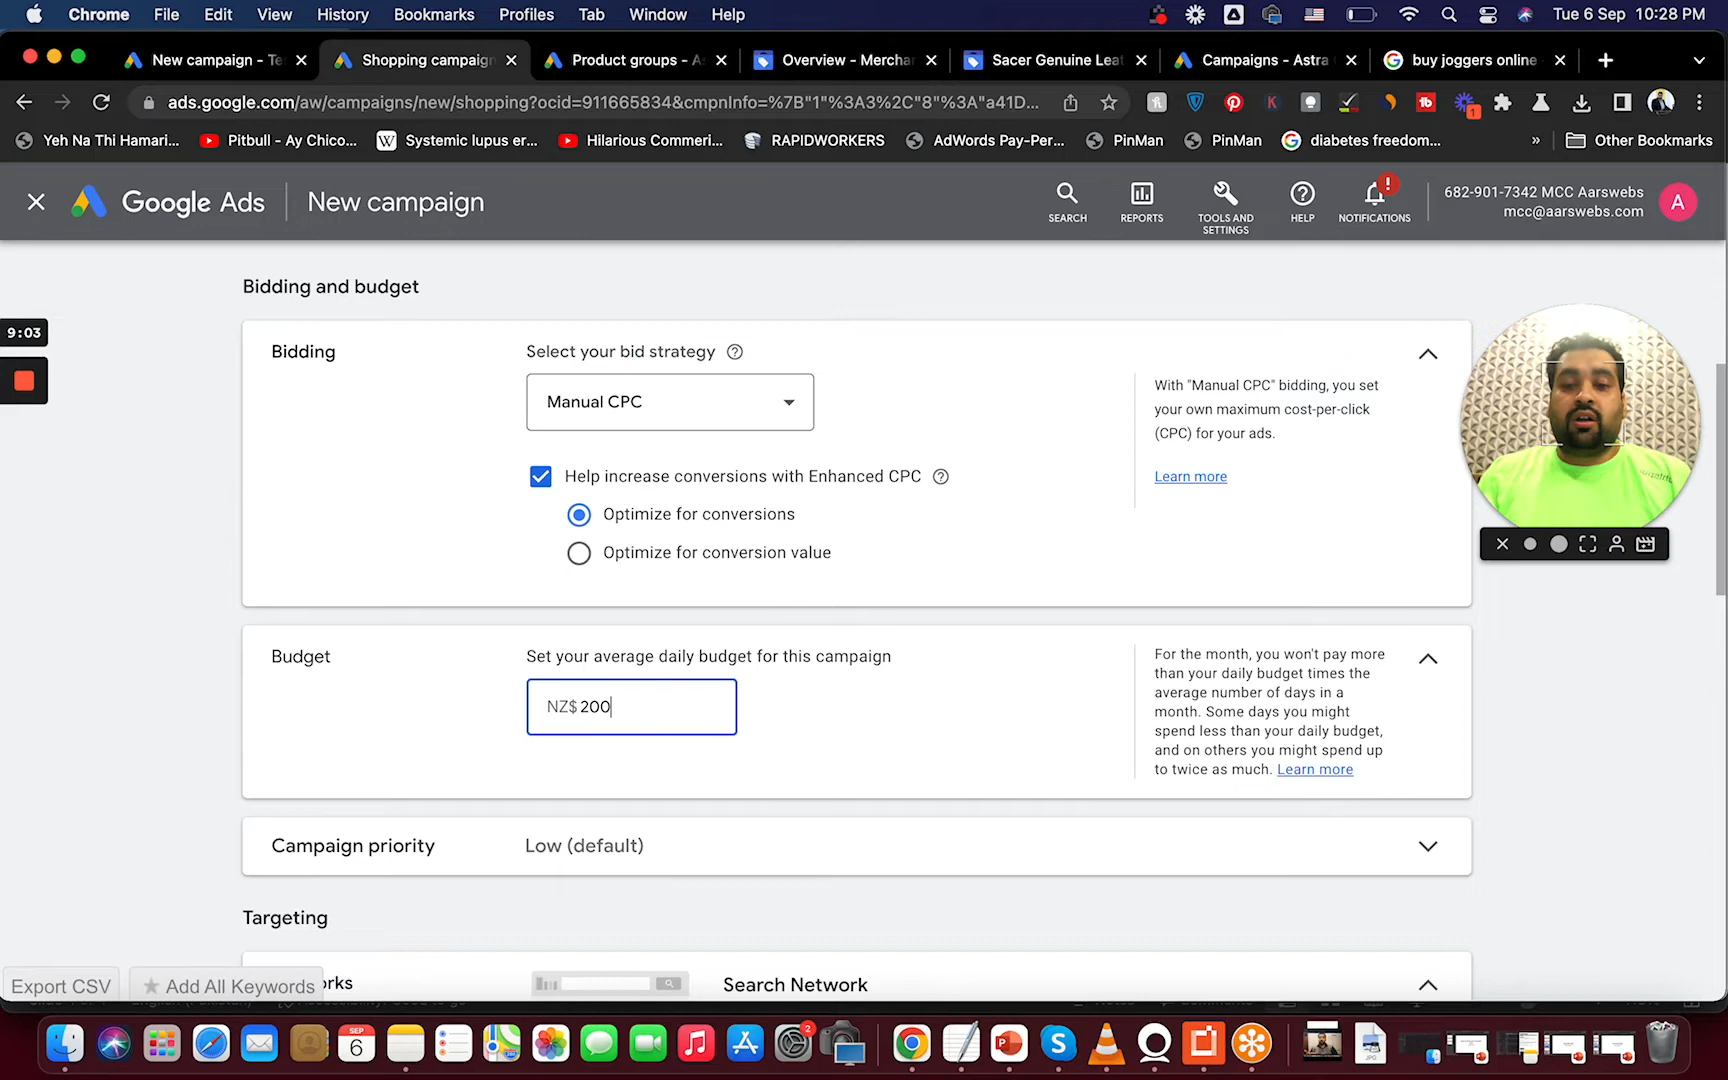 Chrome File Edit View History Bookmarks Profiles Tab Window Help
Tue 6 Sep 10:28 PM
New campaign - Te
Shopping campaign
Product groups - A
Overview - Merchan
Sacer Genuine Leat
Campaigns - Astra
buy joggers online
ads.google.com/aw/campaigns/new/shopping?ocid=911665834&cmpnInfo=%7B"1"%3A3%2C"8"%3A"a41D...
Yeh Na Thi Hamari...
Pitbull - Ay Chico...
Systemic lupus er...
Hilarious Commeri...
RAPIDWORKERS
AdWords Pay-Per...
PinMan
PinMan
diabetes freedom...
»
Other Bookmarks
Google Ads
New campaign
SEARCH
REPORTS
TOOLS AND
SETTINGS
HELP
NOTIFICATIONS
682-901-7342 MCC Aarswebs
mcc@aarswebs.com
A
9:03
Bidding and budget
Bidding
Select your bid strategy
Manual CPC
Help increase conversions with Enhanced CPC
Optimize for conversions
Optimize for conversion value
With "Manual CPC" bidding, you set
your own maximum cost-per-click
(CPC) for your ads.
Learn more
Budget
Set your average daily budget for this campaign
NZ$ 200
For the month, you won't pay more
than your daily budget times the
average number of days in a
month. Some days you might
spend less than your daily budget,
and on others you might spend up
to twice as much. Learn more
Campaign priority
Low (default)
Targeting
Export CSV
Add All Keywords
orks
Search Network
SEP
6
2